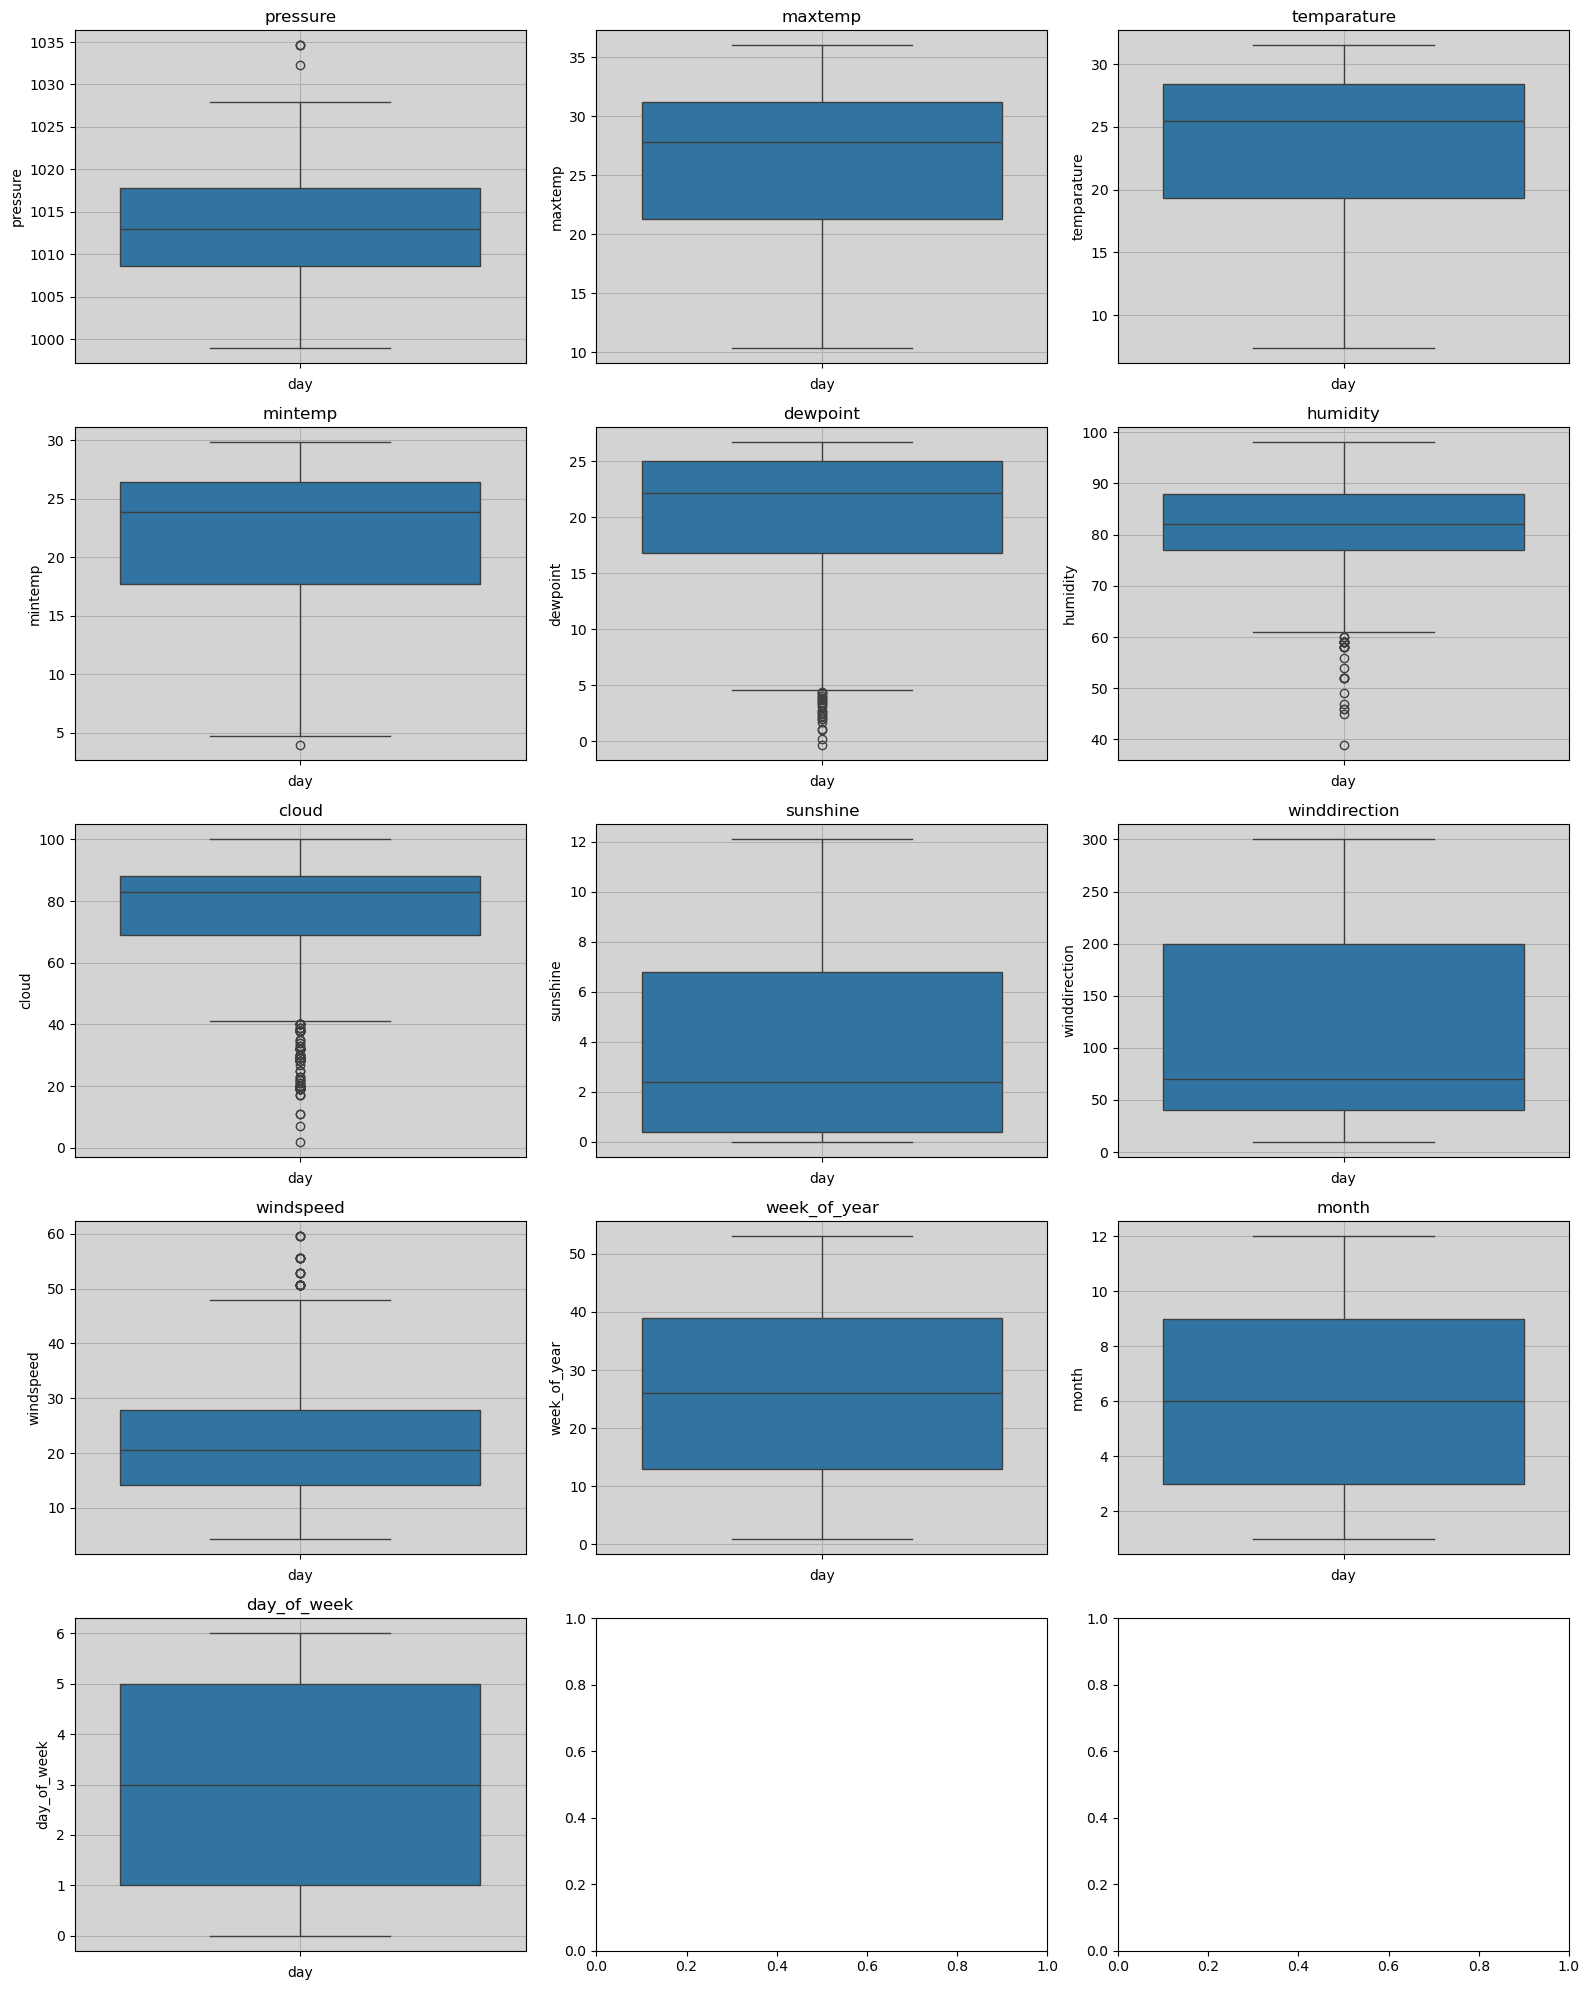 pressure
1035
1030
1025
1020
1015
1010
1005
1000
pressure
day
maxtemp
35
30
25
20
15
10
maxtemp
day
temparature
30
25
20
15
10
temparature
day
mintemp
30
25
20
15
10
5
mintemp
day
dewpoint
25
20
15
10
5
0
dewpoint
day
humidity
100
90
80
70
60
50
40
humidity
day
cloud
100
80
60
40
20
0
cloud
day
sunshine
12
10
8
6
4
2
0
sunshine
day
winddirection
300
250
200
150
100
50
0
winddirection
day
windspeed
60
50
40
30
20
10
windspeed
day
week_of_year
50
40
30
20
10
0
week_of_year
day
month
12
10
8
6
4
2
month
day
day_of_week
6
5
4
3
2
1
0
day_of_week
day
1.0
0.8
0.6
0.4
0.2
0.0
0.0 0.2 0.4 0.6 0.8 1.0
1.0
0.8
0.6
0.4
0.2
0.0
0.0 0.2 0.4 0.6 0.8 1.0